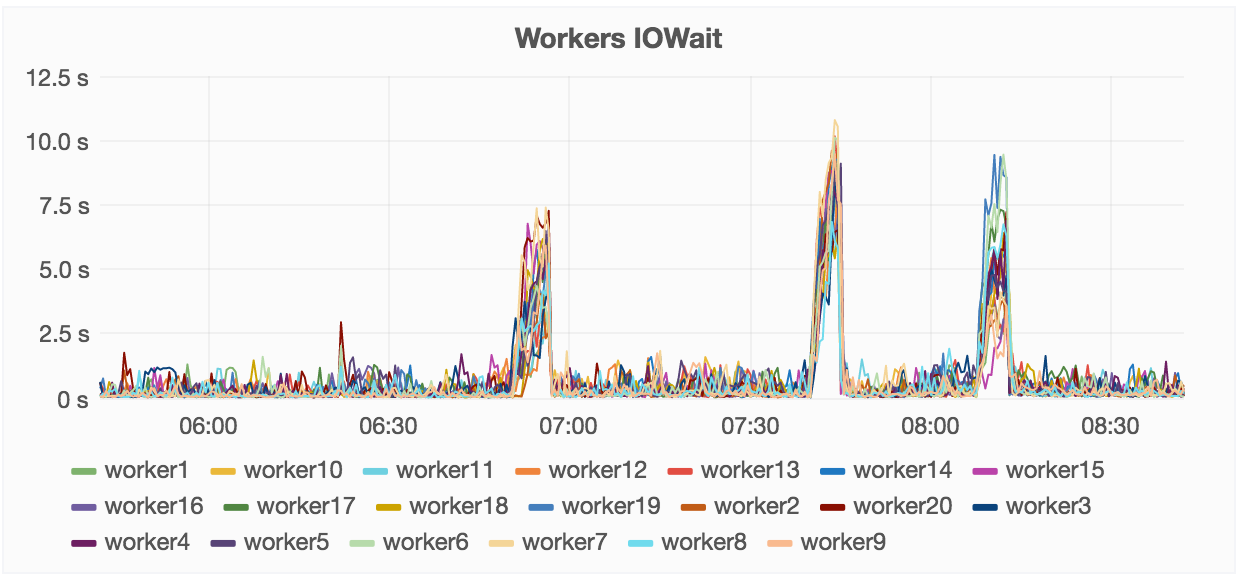 Workers IOWait
12.5 s
10.0 s
7.5 s
5.0 s
2.5 s
0 s
06:00 06:30 07:00 07:30 08:00 08:30
worker1 worker10 worker11 worker12 worker13 worker14 worker15
worker16 worker17 worker18 worker19 worker2 worker20 worker3
worker4 worker5 worker6 worker7 worker8 worker9